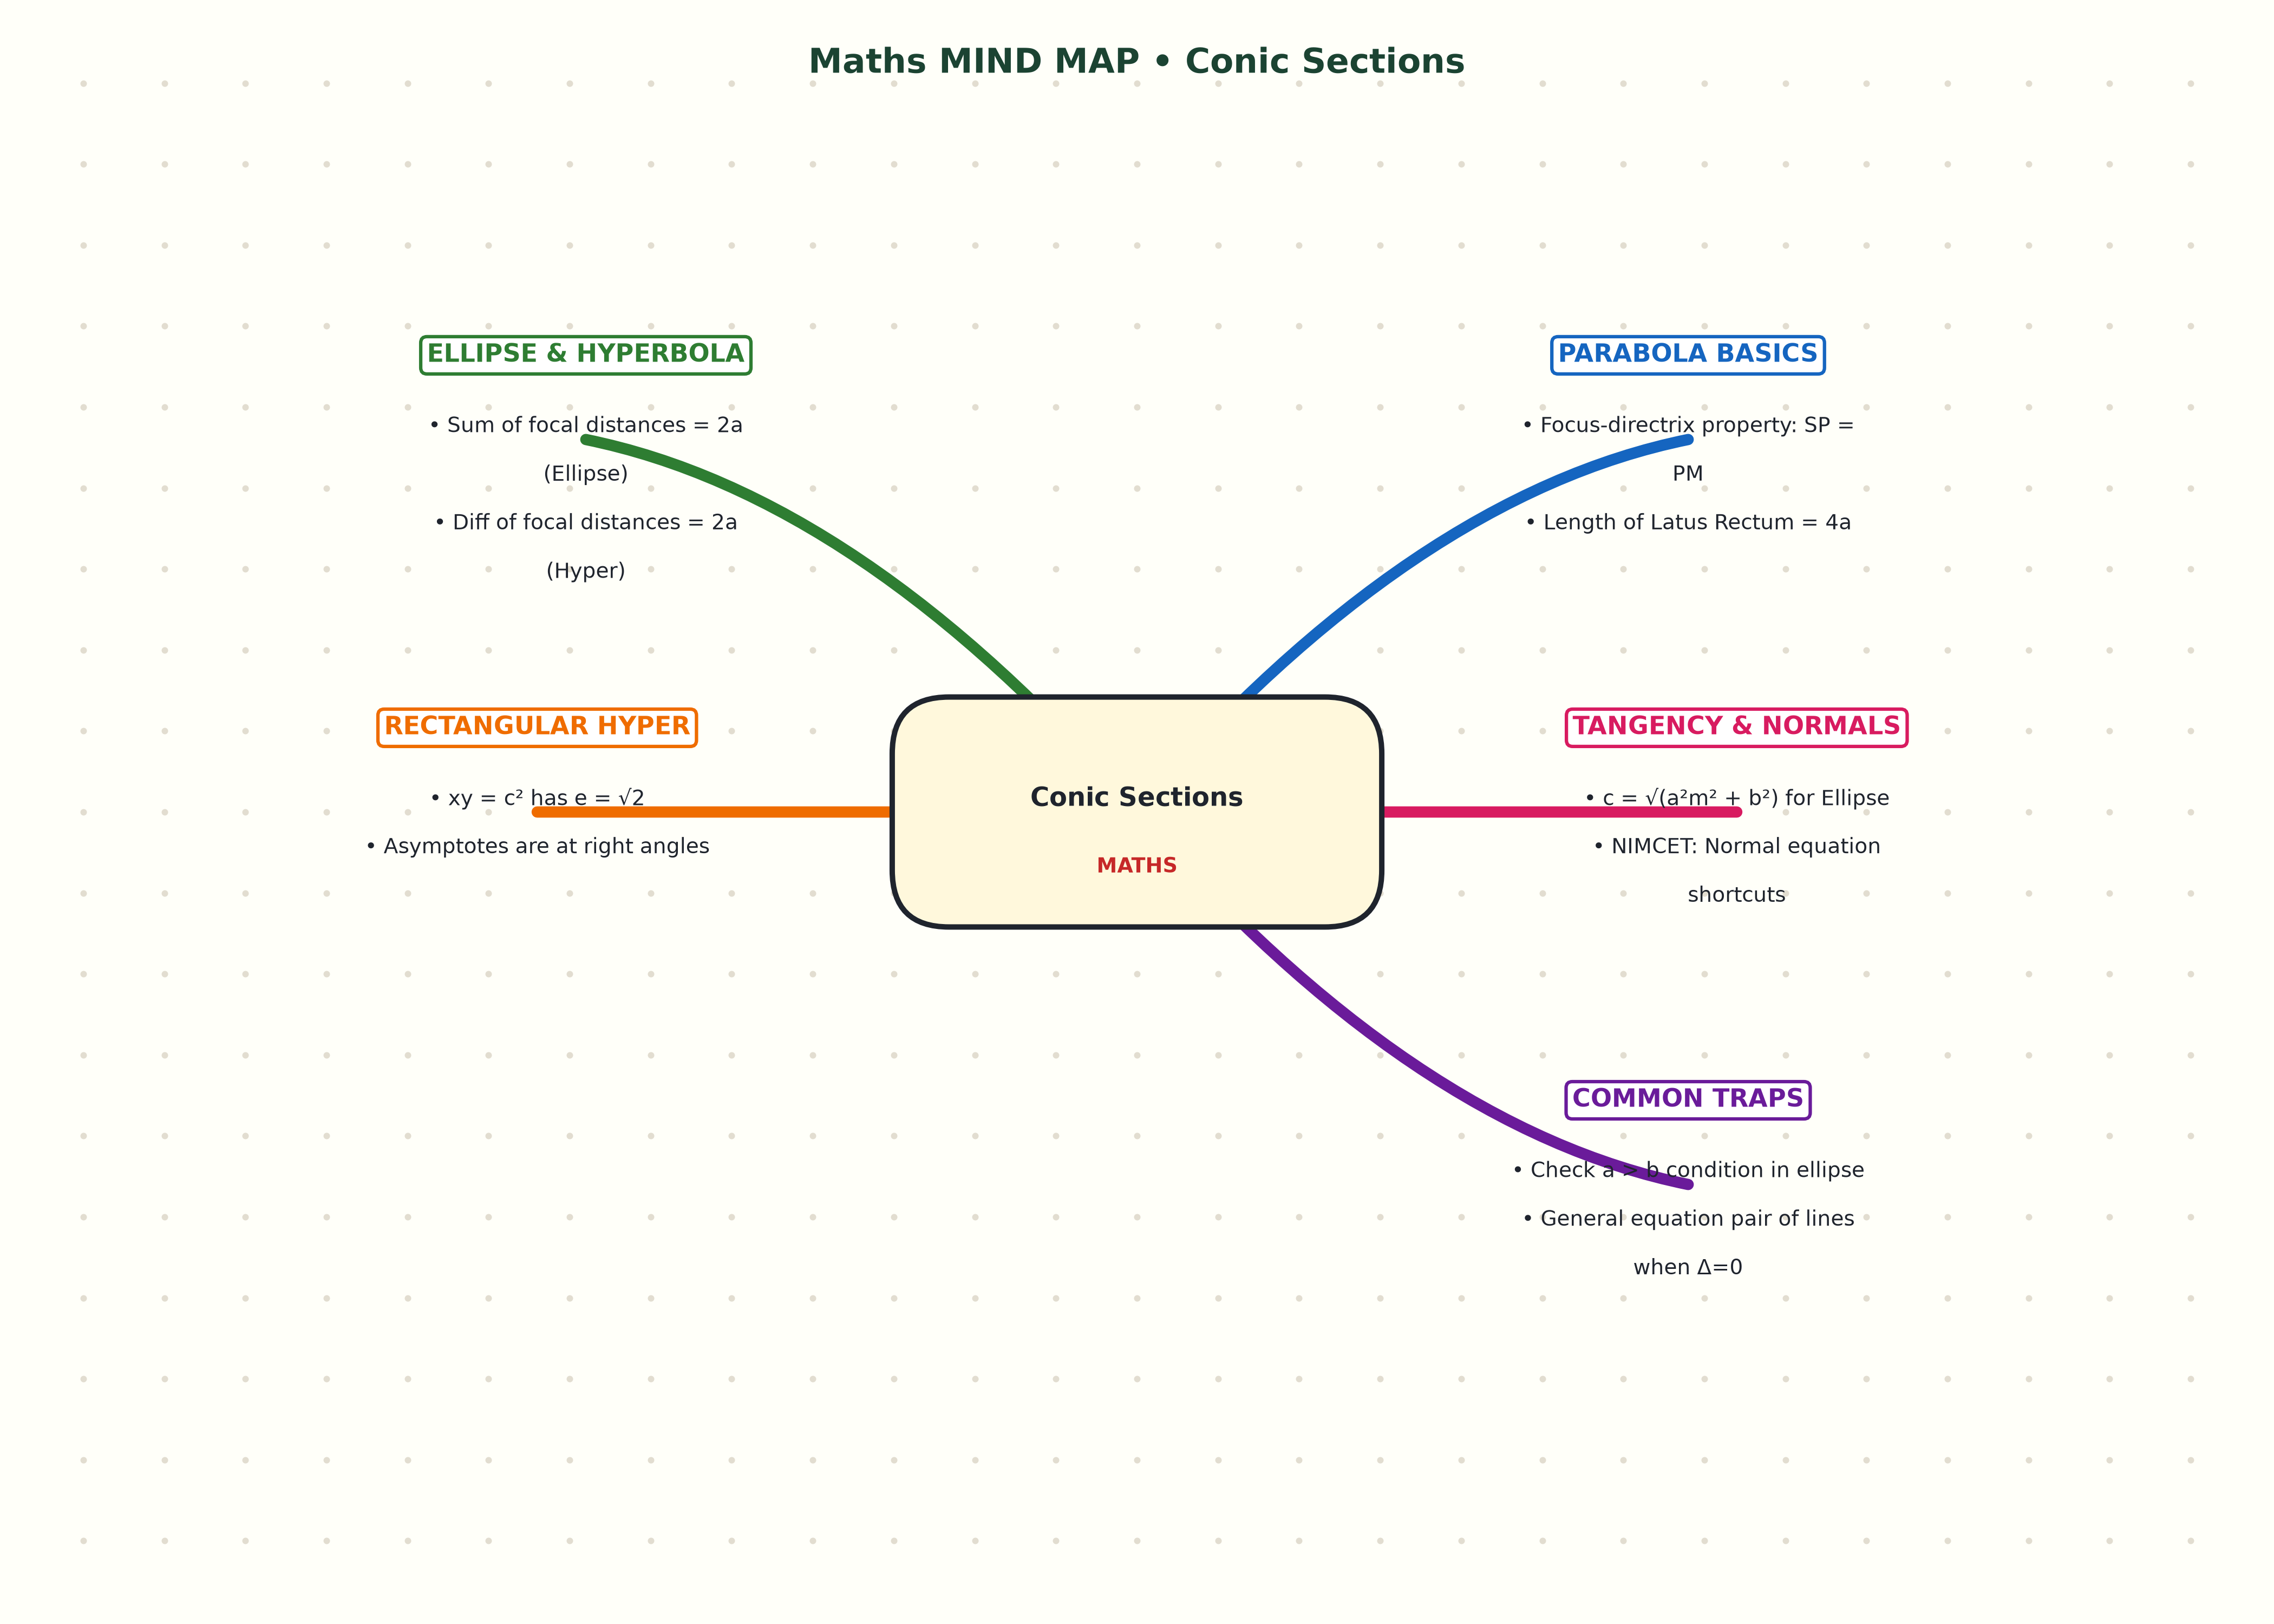 Maths MIND MAP • Conic Sections
ELLIPSE & HYPERBOLA
• Sum of focal distances = 2a
(Ellipse)
• Diff of focal distances = 2a
(Hyper)
PARABOLA BASICS
• Focus-directrix property: SP =
PM
• Length of Latus Rectum = 4a
RECTANGULAR HYPER
• xy = c² has e = √2
• Asymptotes are at right angles
Conic Sections
MATHS
TANGENCY & NORMALS
• c = √(a²m² + b²) for Ellipse
• NIMCET: Normal equation
shortcuts
COMMON TRAPS
• Check a > b condition in ellipse
• General equation pair of lines
when Δ=0